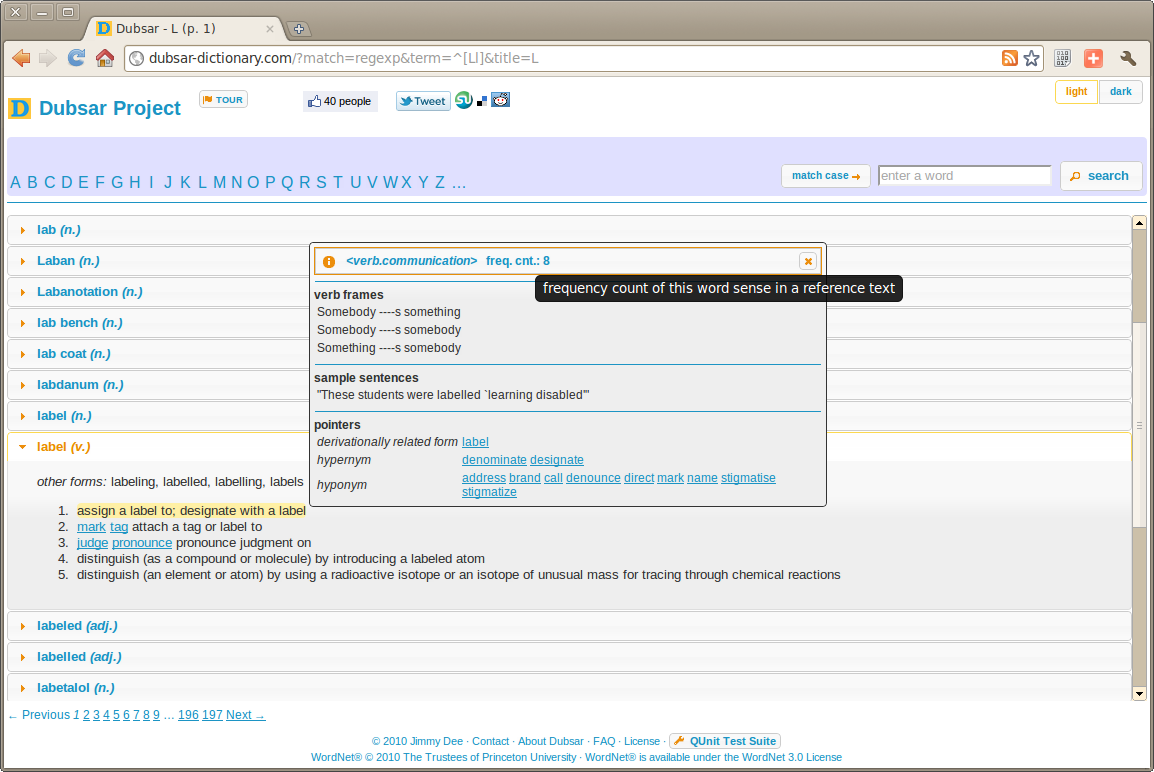 Dubsar - L (p. 1)
dubsar-dictionary.com/?match=regexp&term=^[Ll]&title=L
D Dubsar Project
TOUR
40 people
Tweet
light dark
A B C D E F G H I J K L M N O P Q R S T U V W X Y Z ...
match case → enter a word search
lab (n.)
Laban (n.)
Labanotation (n.)
lab bench (n.)
lab coat (n.)
labdanum (n.)
label (n.)
label (v.)
<verb.communication> freq. cnt.: 8
frequency count of this word sense in a reference text
verb frames
Somebody ----s something
Somebody ----s somebody
Something ----s somebody
sample sentences
"These students were labelled `learning disabled'"
pointers
derivationally related form label
hypernym denominate designate
hyponym address brand call denounce direct mark name stigmatise
stigmatize
other forms: labeling, labelled, labelling, labels
1. assign a label to; designate with a label
2. mark tag attach a tag or label to
3. judge pronounce pronounce judgment on
4. distinguish (as a compound or molecule) by introducing a labeled atom
5. distinguish (an element or atom) by using a radioactive isotope or an isotope of unusual mass for tracing through chemical reactions
labeled (adj.)
labelled (adj.)
labetalol (n.)
← Previous 1 2 3 4 5 6 7 8 9 … 196 197 Next →
© 2010 Jimmy Dee · Contact · About Dubsar · FAQ · License · QUnit Test Suite
WordNet® © 2010 The Trustees of Princeton University · WordNet® is available under the WordNet 3.0 License